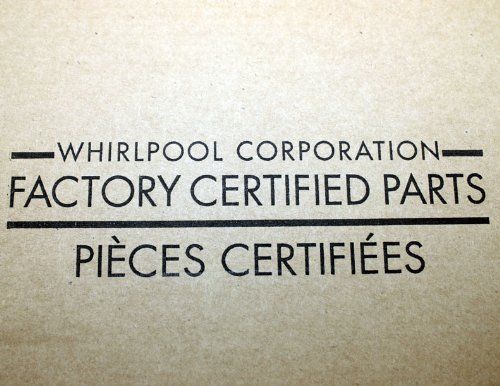 WHIRLPOOL CORPORATION
FACTORY CERTIFIED PARTS
PIÈCES CERTIFIÉES